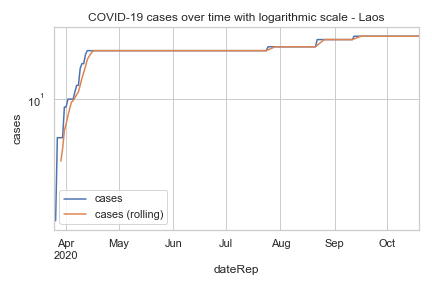 COVID-19 cases over time with logarithmic scale - Laos
10¹
cases
cases
cases (rolling)
Apr May Jun Jul Aug Sep Oct
2020
dateRep